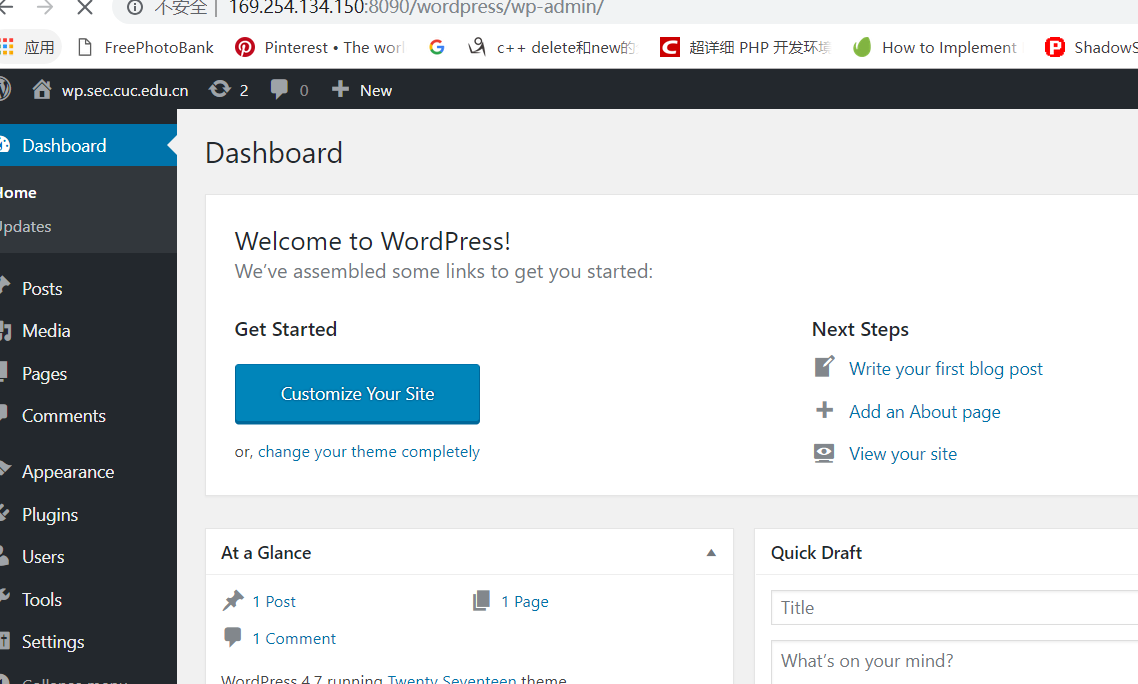 不安全 | 169.254.134.150:8090/wordpress/wp-admin/
应用 FreePhotoBank Pinterest • The worl c++ delete和new的 超详细 PHP 开发环境 How to Implement ShadowS
wp.sec.cuc.edu.cn 2 0 New
Dashboard
Home
Updates
Posts
Media
Pages
Comments
Appearance
Plugins
Users
Tools
Settings
Collapse menu
Dashboard
Welcome to WordPress!
We’ve assembled some links to get you started:
Get Started
Customize Your Site
or, change your theme completely
Next Steps
Write your first blog post
Add an About page
View your site
At a Glance
1 Post 1 Page
1 Comment
WordPress 4.7 running Twenty Seventeen theme.
Quick Draft
Title
What’s on your mind?